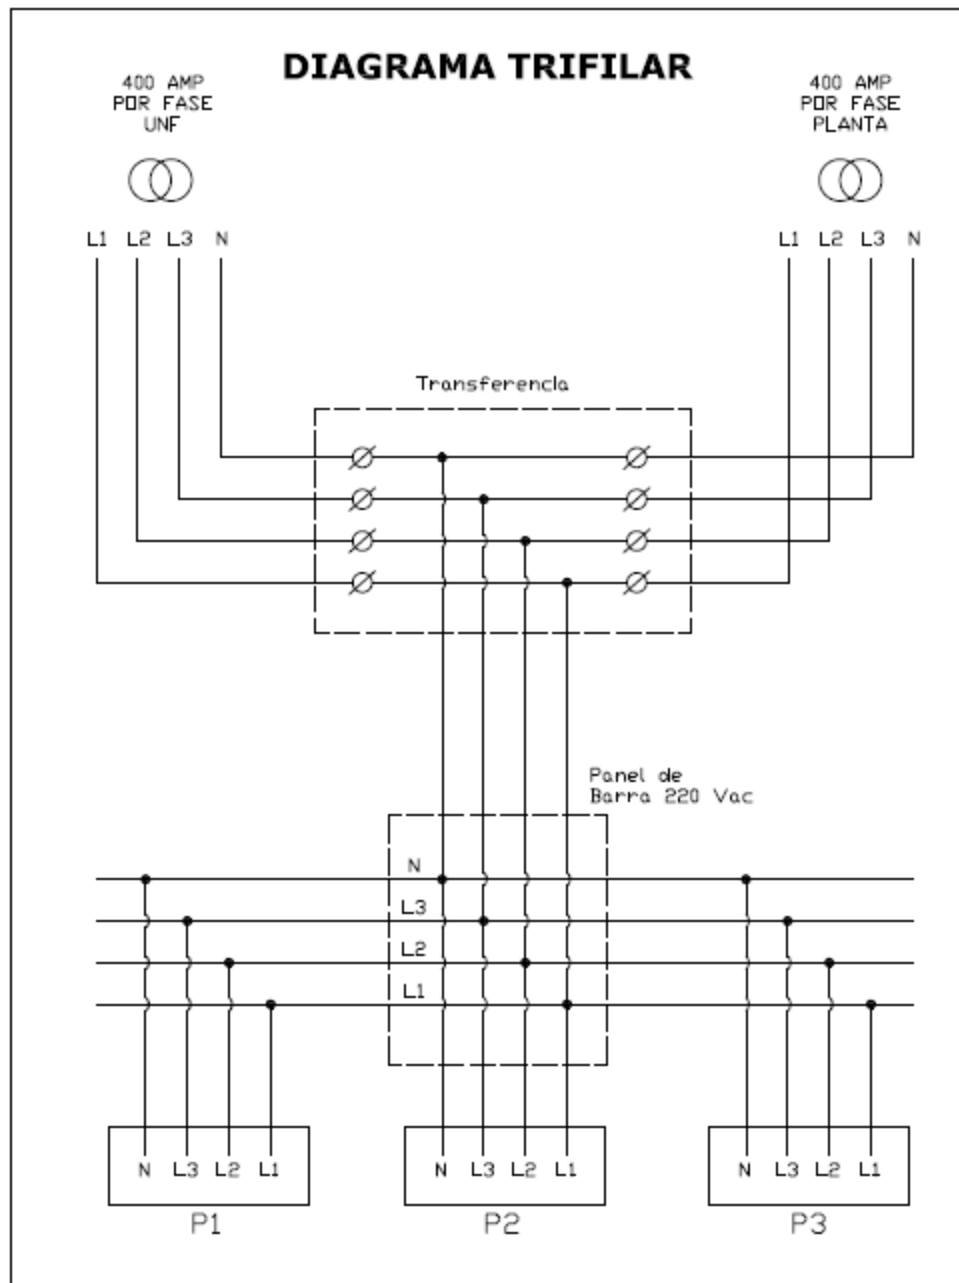 DIAGRAMA TRIFILAR
400 AMP
POR FASE
UNF
400 AMP
POR FASE
PLANTA
L1 L2 L3 N
L1 L2 L3 N
Transferencia
Panel de
Barra 220 Vac
N
L3
L2
L1
N L3 L2 L1
N L3 L2 L1
N L3 L2 L1
P1
P2
P3